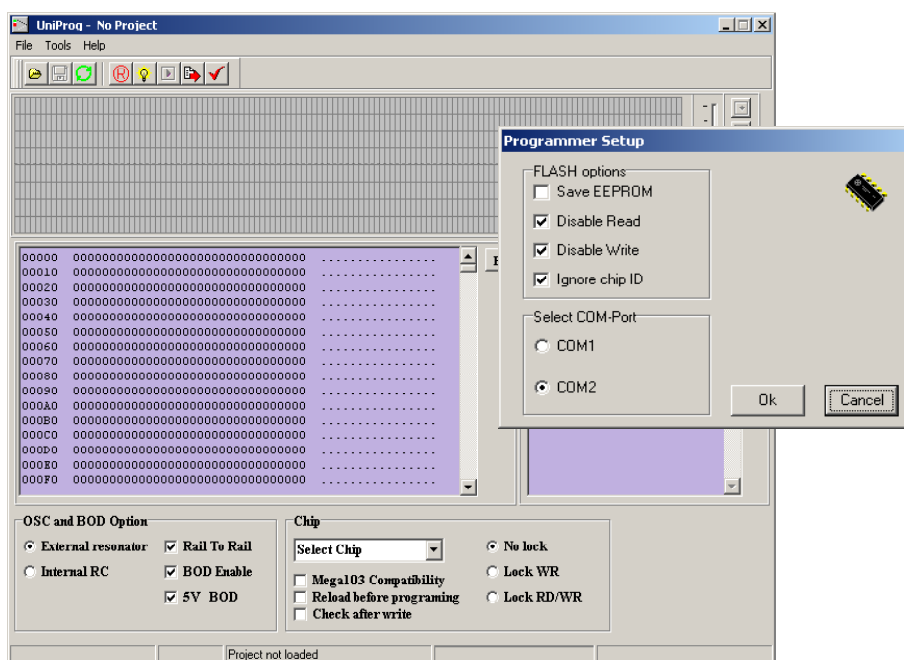 UniProg - No Project
File Tools Help
Programmer Setup
FLASH options
Save EEPROM
Disable Read
Disable Write
Ignore chip ID
Select COM-Port
COM1
COM2
Ok Cancel
00000 00000000000000000000000000000000 ................
00010 00000000000000000000000000000000 ................
00020 00000000000000000000000000000000 ................
00030 00000000000000000000000000000000 ................
00040 00000000000000000000000000000000 ................
00050 00000000000000000000000000000000 ................
00060 00000000000000000000000000000000 ................
00070 00000000000000000000000000000000 ................
00080 00000000000000000000000000000000 ................
00090 00000000000000000000000000000000 ................
000A0 00000000000000000000000000000000 ................
000B0 00000000000000000000000000000000 ................
000C0 00000000000000000000000000000000 ................
000D0 00000000000000000000000000000000 ................
000E0 00000000000000000000000000000000 ................
000F0 00000000000000000000000000000000 ................
OSC and BOD Option
External resonator Rail To Rail
Internal RC BOD Enable
5V BOD
Chip
Select Chip
Mega103 Compatibility
Reload before programing
Check after write
No lock
Lock WR
Lock RD/WR
Project not loaded